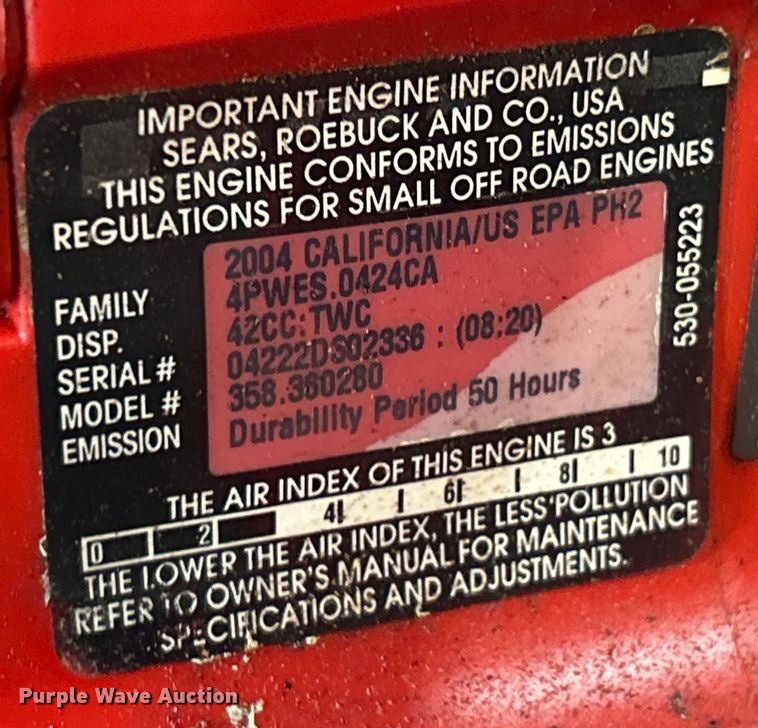 IMPORTANT ENGINE INFORMATION
SEARS, ROEBUCK AND CO., USA
THIS ENGINE CONFORMS TO EMISSIONS
REGULATIONS FOR SMALL OFF ROAD ENGINES
2004 CALIFORNIA/US EPA PH2
FAMILY 4PWES.0424CA
DISP. 42CC:TWC
SERIAL # 04222DS02336 : (08:20)
MODEL # 358.360280
EMISSION Durability Period 50 Hours
530-055223
THE AIR INDEX OF THIS ENGINE IS 3
0 2 4 6 8 10
THE LOWER THE AIR INDEX, THE LESS POLLUTION
REFER TO OWNER'S MANUAL FOR MAINTENANCE
SPECIFICATIONS AND ADJUSTMENTS.
Purple Wave Auction